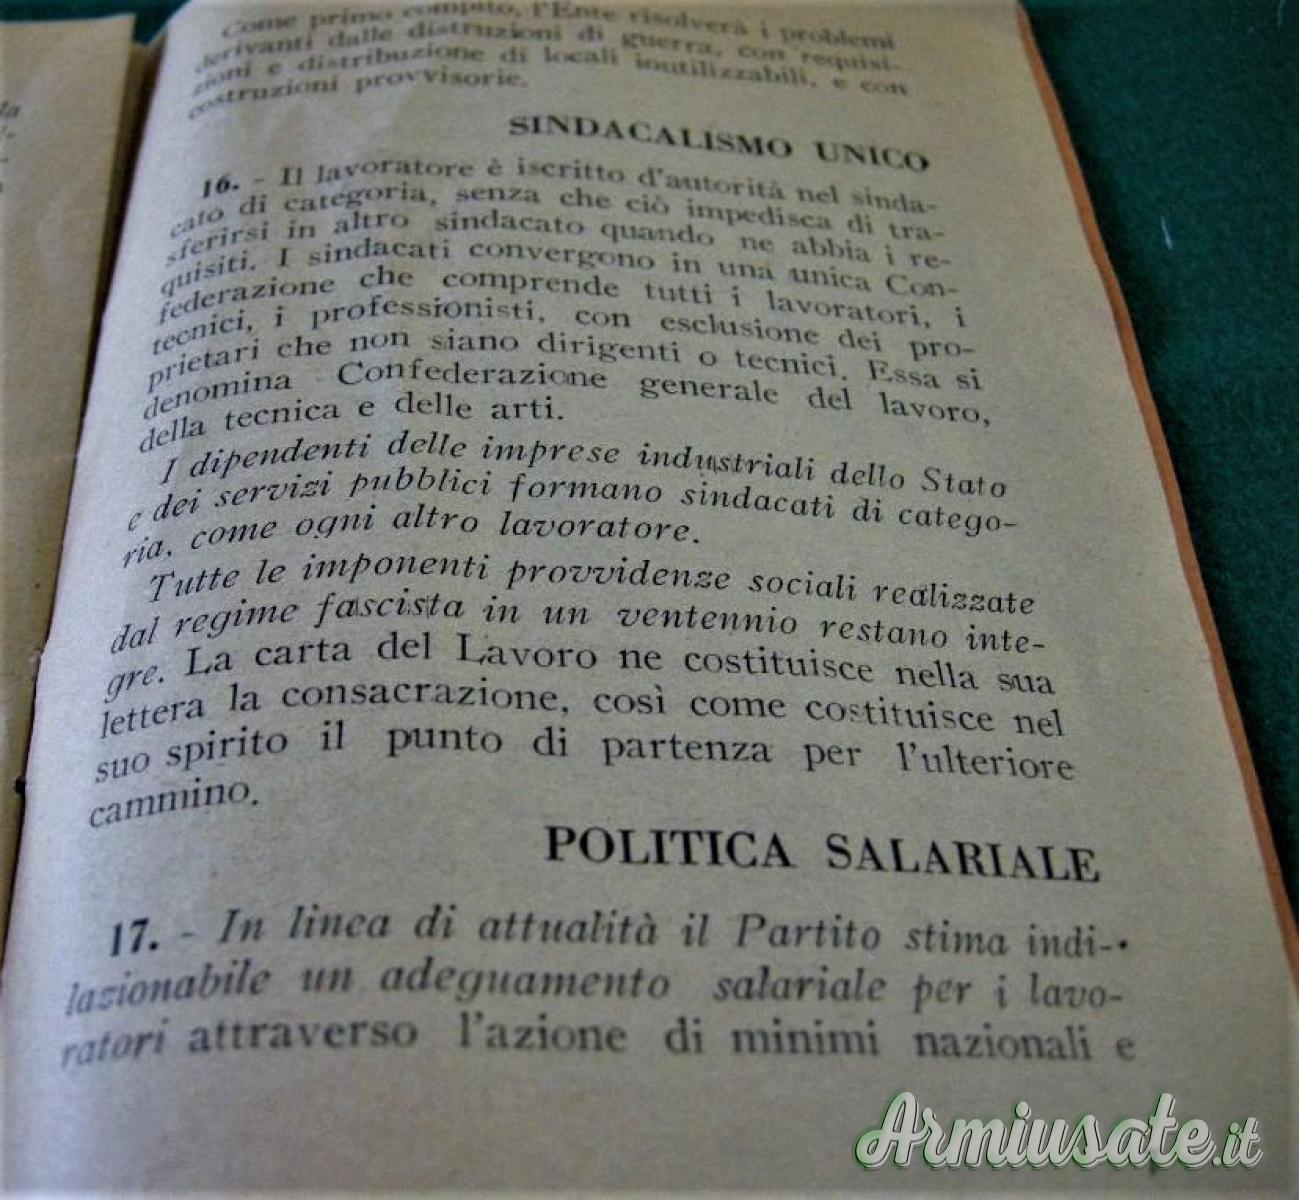 Come primo compito, l'Ente risolverà i problemi
derivanti dalle distruzioni di guerra, con requisi-
zioni e distribuzione di locali inutilizzabili, e con
costruzioni provvisorie.
SINDACALISMO UNICO
16. - Il lavoratore è iscritto d'autorità nel sinda-
cato di categoria, senza che ciò impedisca di tra-
sferirsi in altro sindacato quando ne abbia i re-
quisiti. I sindacati convergono in una unica Con-
federazione che comprende tutti i lavoratori, i
tecnici, i professionisti, con esclusione dei pro-
prietari che non siano dirigenti o tecnici. Essa si
denomina Confederazione generale del lavoro,
della tecnica e delle arti.
I dipendenti delle imprese industriali dello Stato
e dei servizi pubblici formano sindacati di catego-
ria, come ogni altro lavoratore.
Tutte le imponenti provvidenze sociali realizzate
dal regime fascista in un ventennio restano inte-
gre. La carta del Lavoro ne costituisce nella sua
lettera la consacrazione, così come costituisce nel
suo spirito il punto di partenza per l'ulteriore
cammino.
POLITICA SALARIALE
17. - In linea di attualità il Partito stima indi-
lazionabile un adeguamento salariale per i lavo-
ratori attraverso l'azione di minimi nazionali e
Armiusate.it